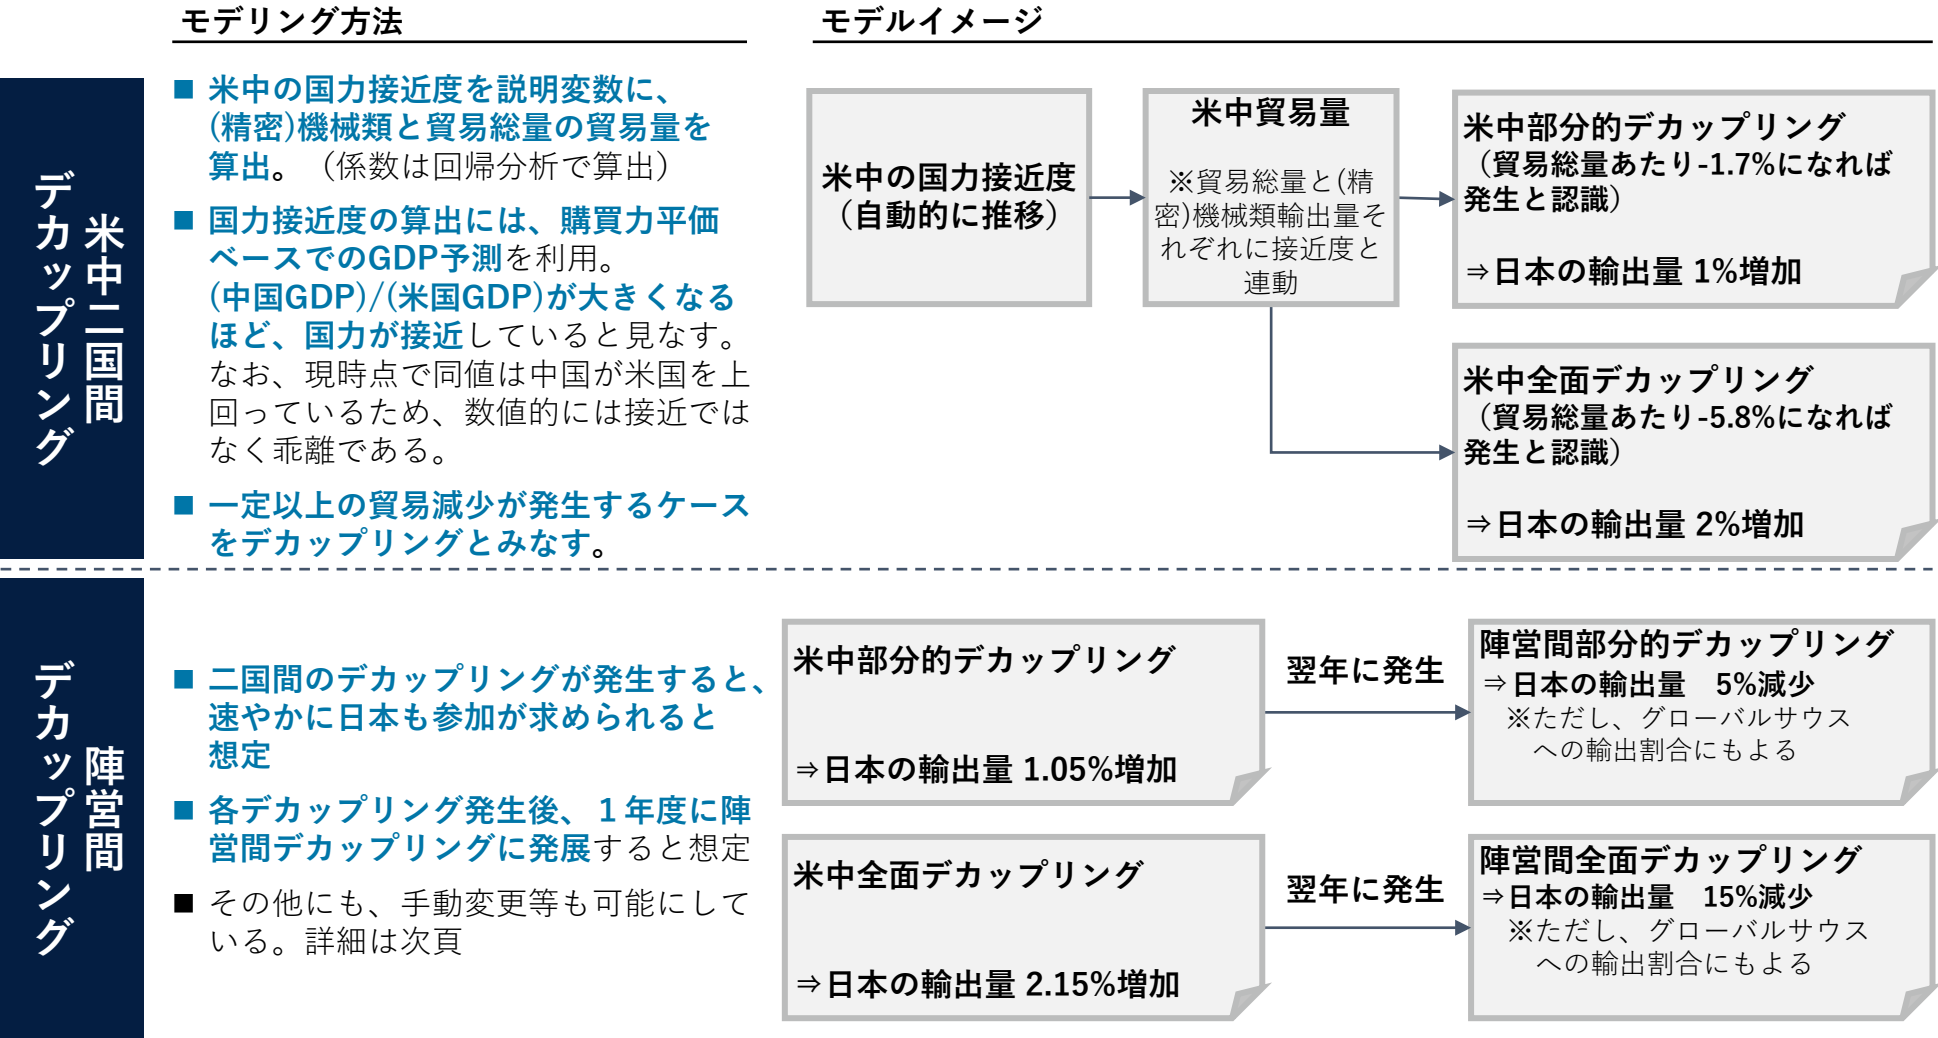 モデリング方法
モデルイメージ
米中二国間
デカップリング
■ 米中の国力接近度を説明変数に、
(精密)機械類と貿易総量の貿易量を
算出。（係数は回帰分析で算出）
■ 国力接近度の算出には、購買力平価
ベースでのGDP予測を利用。
(中国GDP)/(米国GDP)が大きくなる
ほど、国力が接近していると見なす。
なお、現時点で同値は中国が米国を上
回っているため、数値的には接近では
なく乖離である。
■ 一定以上の貿易減少が発生するケース
をデカップリングとみなす。
米中の国力接近度
（自動的に推移）
米中貿易量
※貿易総量と(精
密)機械類輸出量そ
れぞれに接近度と
連動
米中部分的デカップリング
（貿易総量あたり-1.7%になれば
発生と認識）
⇒日本の輸出量 1%増加
米中全面デカップリング
（貿易総量あたり-5.8%になれば
発生と認識）
⇒日本の輸出量 2%増加
陣営間
デカップリング
■ 二国間のデカップリングが発生すると、
速やかに日本も参加が求められると
想定
■ 各デカップリング発生後、１年度に陣
営間デカップリングに発展すると想定
■ その他にも、手動変更等も可能にして
いる。詳細は次頁
米中部分的デカップリング
⇒日本の輸出量 1.05%増加
翌年に発生
陣営間部分的デカップリング
⇒日本の輸出量　5%減少
※ただし、グローバルサウス
への輸出割合にもよる
米中全面デカップリング
⇒日本の輸出量 2.15%増加
翌年に発生
陣営間全面デカップリング
⇒日本の輸出量　15%減少
※ただし、グローバルサウス
への輸出割合にもよる